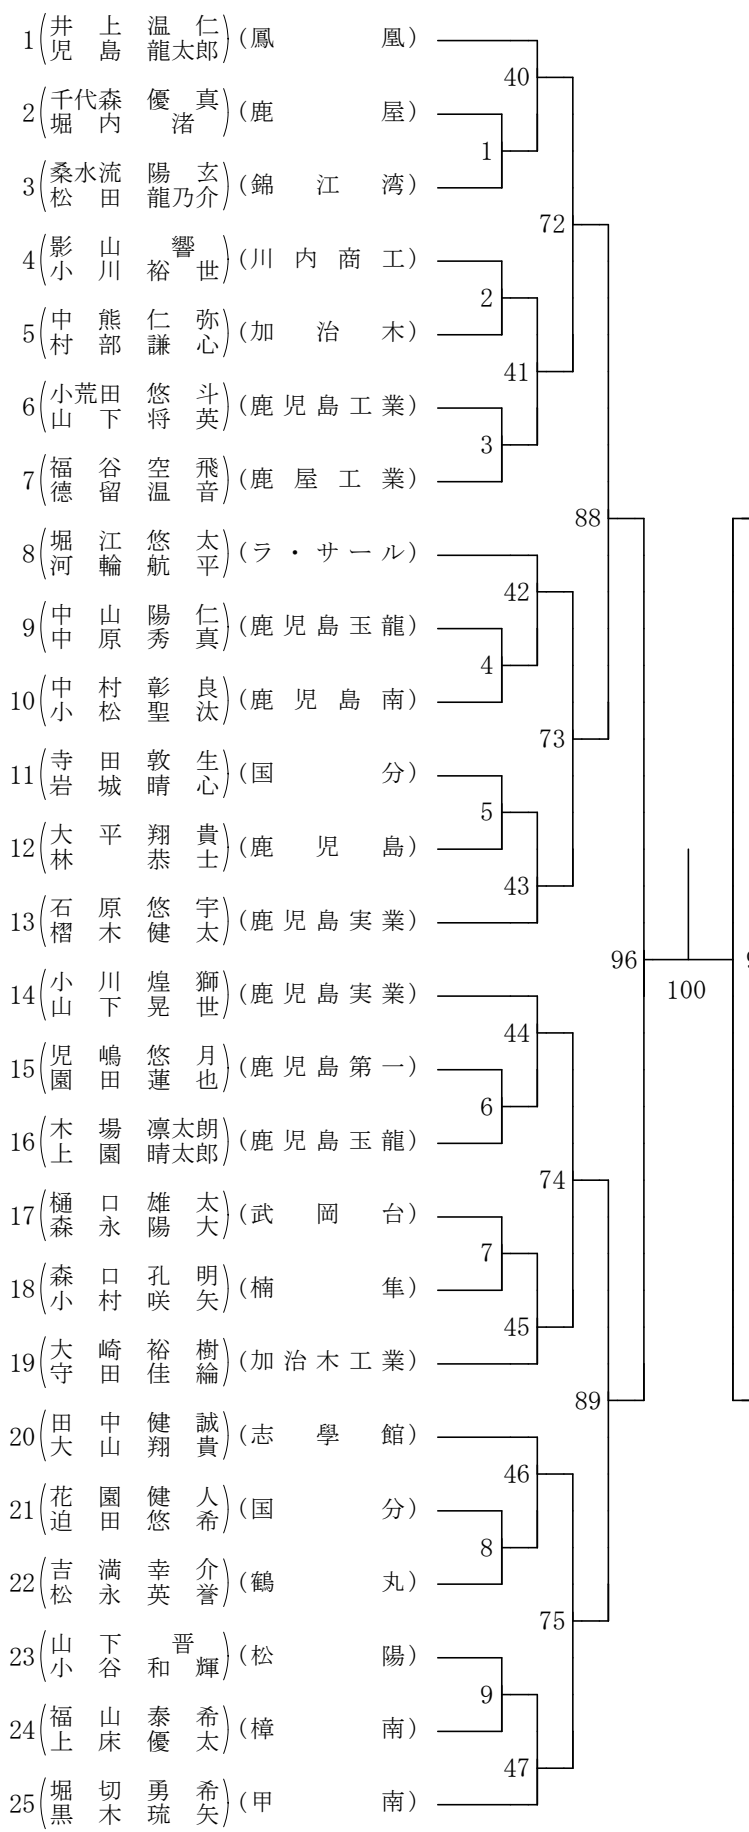 1 井上温仁 (鳳凰)
児島龍太郎
40
2 千代森優真 (鹿屋)
堀内渚
1
3 桑水流陽玄 (錦江湾)
松田龍乃介
72
4 影山響 (川内商工)
小川裕世
2
5 中熊仁弥 (加治木)
村部謙心
41
6 小荒田悠斗 (鹿児島工業)
山下将英
3
7 福谷空飛 (鹿屋工業)
德留温音
88
8 堀江悠太 (ラ・サール)
河輪航平
42
9 中山陽仁 (鹿児島玉龍)
中原秀真
4
10 中村彰良 (鹿児島南)
小松聖汰
73
11 寺田敦生 (国分)
岩城晴心
5
12 大平翔貴 (鹿児島)
林恭士
43
13 石原悠宇 (鹿児島実業)
櫁木健太
96
100
14 小川煌獅 (鹿児島実業)
山下晃世
44
15 児嶋悠月 (鹿児島第一)
園田蓮也
6
16 木場凛太朗 (鹿児島玉龍)
上園晴太郎
74
17 樋口雄太 (武岡台)
森永陽大
7
18 森口孔明 (楠隼)
小村咲矢
45
19 大崎裕樹 (加治木工業)
守田佳綸
89
20 田中健誠 (志學館)
大山翔貴
46
21 花園健人 (国分)
迫田悠希
8
22 吉満幸介 (鶴丸)
松永英誉
75
23 山下晋 (松陽)
小谷和輝
9
24 福山泰希 (樟南)
上床優太
47
25 堀切勇希 (甲南)
黒木琉矢